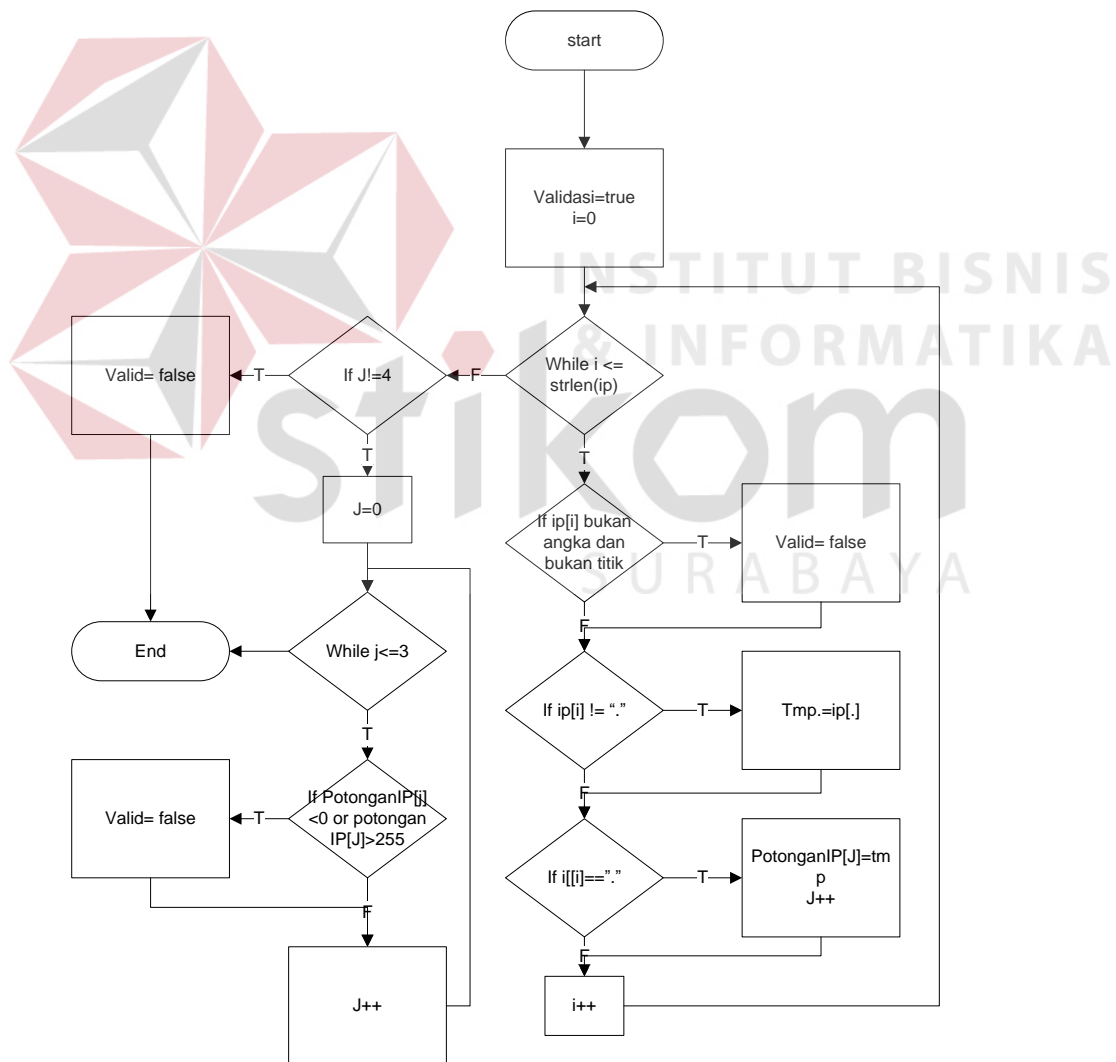 start
Validasi=true
i=0
INSTITUT BISNIS
& INFORMATIKA
stikom
SURABAYA
While i <=
strlen(ip)
F
If J!=4
T
Valid= false
T
J=0
T
If ip[i] bukan
angka dan
bukan titik
T
Valid= false
F
End
While j<=3
T
If ip[i] != “.”
T
Tmp.=ip[.]
F
If PotonganIP[j]
<0 or potongan
IP[J]>255
T
Valid= false
F
J++
If i[[i]==”.”
T
PotonganIP[J]=tm
p
J++
F
i++